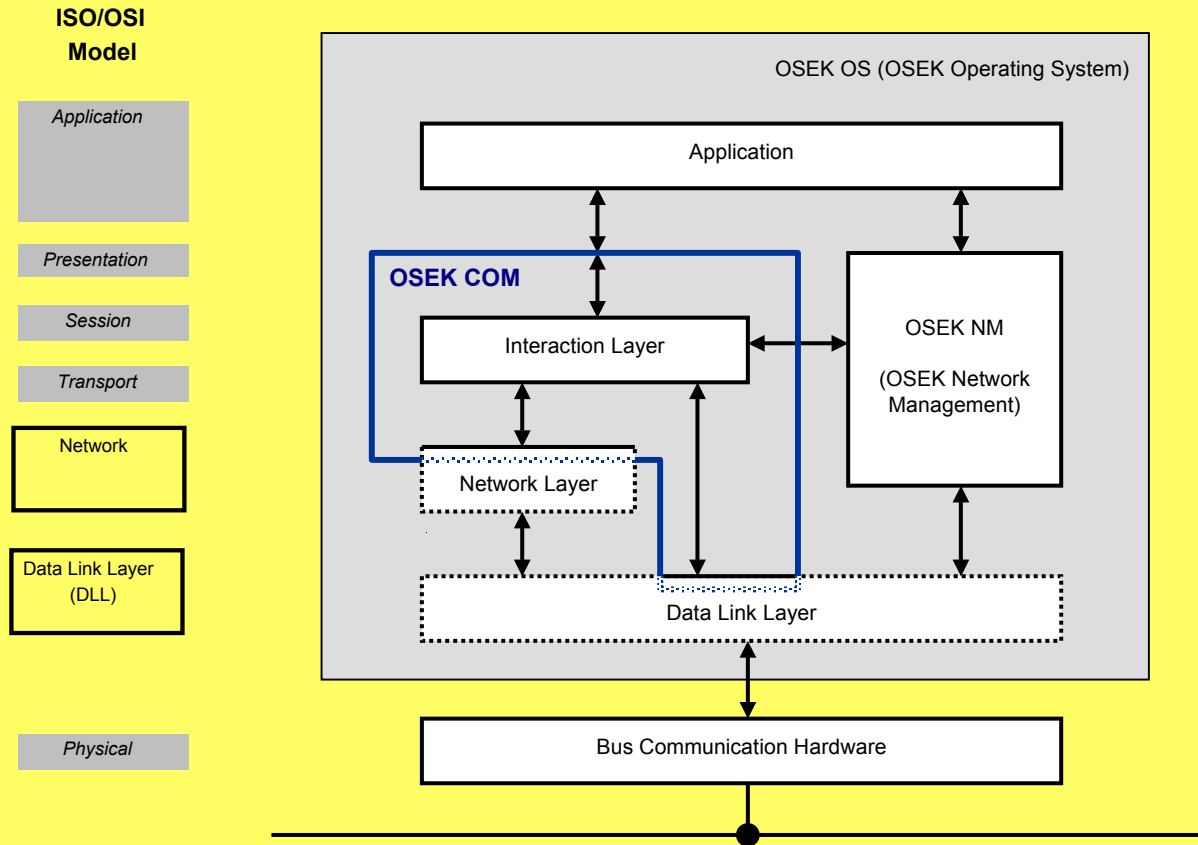 ISO/OSI
Model
Application
Presentation
Session
Transport
Network
Data Link Layer
(DLL)
Physical
OSEK OS (OSEK Operating System)
Application
OSEK COM
Interaction Layer
OSEK NM
(OSEK Network
Management)
Network Layer
Data Link Layer
Bus Communication Hardware